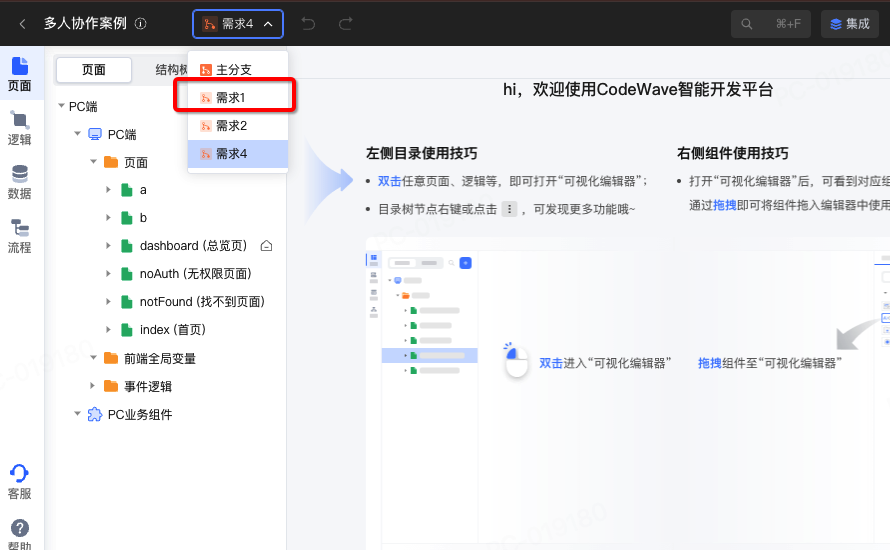 多人协作案例
需求4
⌘+F
集成
页面
逻辑
数据
流程
客服
帮助
页面
结构树
主分支
需求1
需求2
需求4
PC端
PC端
页面
a
b
dashboard (总览页)
noAuth (无权限页面)
notFound (找不到页面)
index (首页)
前端全局变量
事件逻辑
PC业务组件
hi，欢迎使用CodeWave智能开发平台
左侧目录使用技巧
双击任意页面、逻辑等，即可打开“可视化编辑器”；
目录树节点右键或点击 ，可发现更多功能哦~
右侧组件使用技巧
打开“可视化编辑器”后，可看到对应组
通过拖拽即可将组件拖入编辑器中使用
双击进入“可视化编辑器”
拖拽组件至“可视化编辑器”